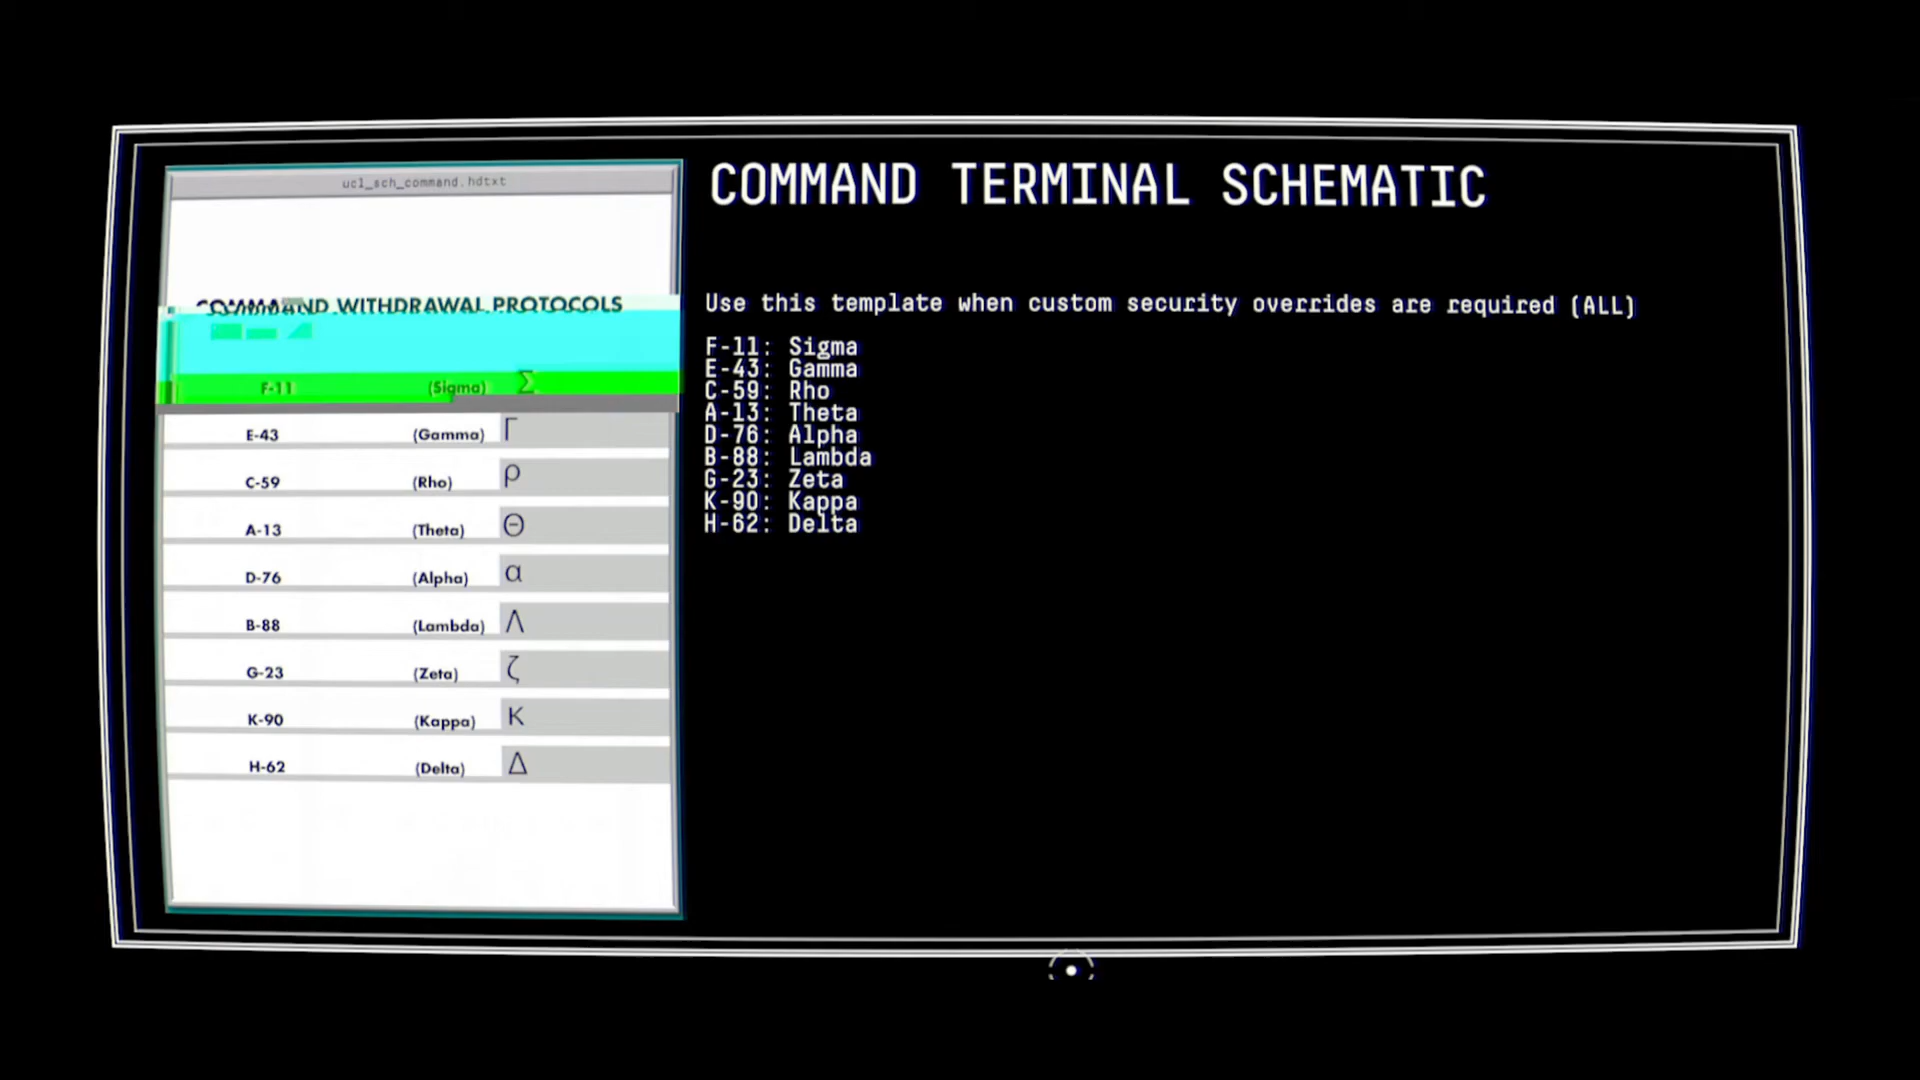 ucl_sch_command.hdtxt
COMMAND WITHDRAWAL PROTOCOLS
F-11 (Sigma) Σ
E-43 (Gamma) Γ
C-59 (Rho) ρ
A-13 (Theta) Θ
D-76 (Alpha) α
B-88 (Lambda) Λ
G-23 (Zeta) ζ
K-90 (Kappa) K
H-62 (Delta) Δ
COMMAND TERMINAL SCHEMATIC
Use this template when custom security overrides are required (ALL)
F-11: Sigma
E-43: Gamma
C-59: Rho
A-13: Theta
D-76: Alpha
B-88: Lambda
G-23: Zeta
K-90: Kappa
H-62: Delta